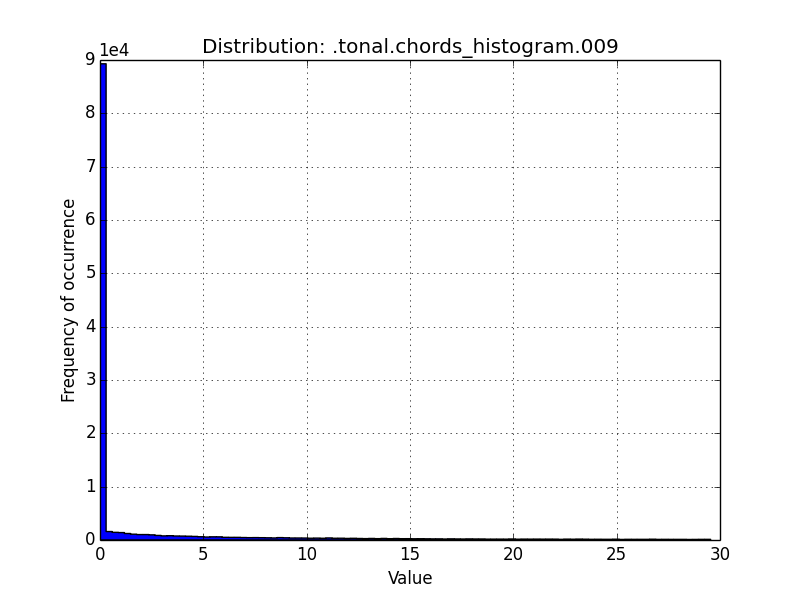 Distribution: .tonal.chords_histogram.009
1e4
9
8
7
6
5
4
3
2
1
0
Frequency of occurrence
0 5 10 15 20 25 30
Value